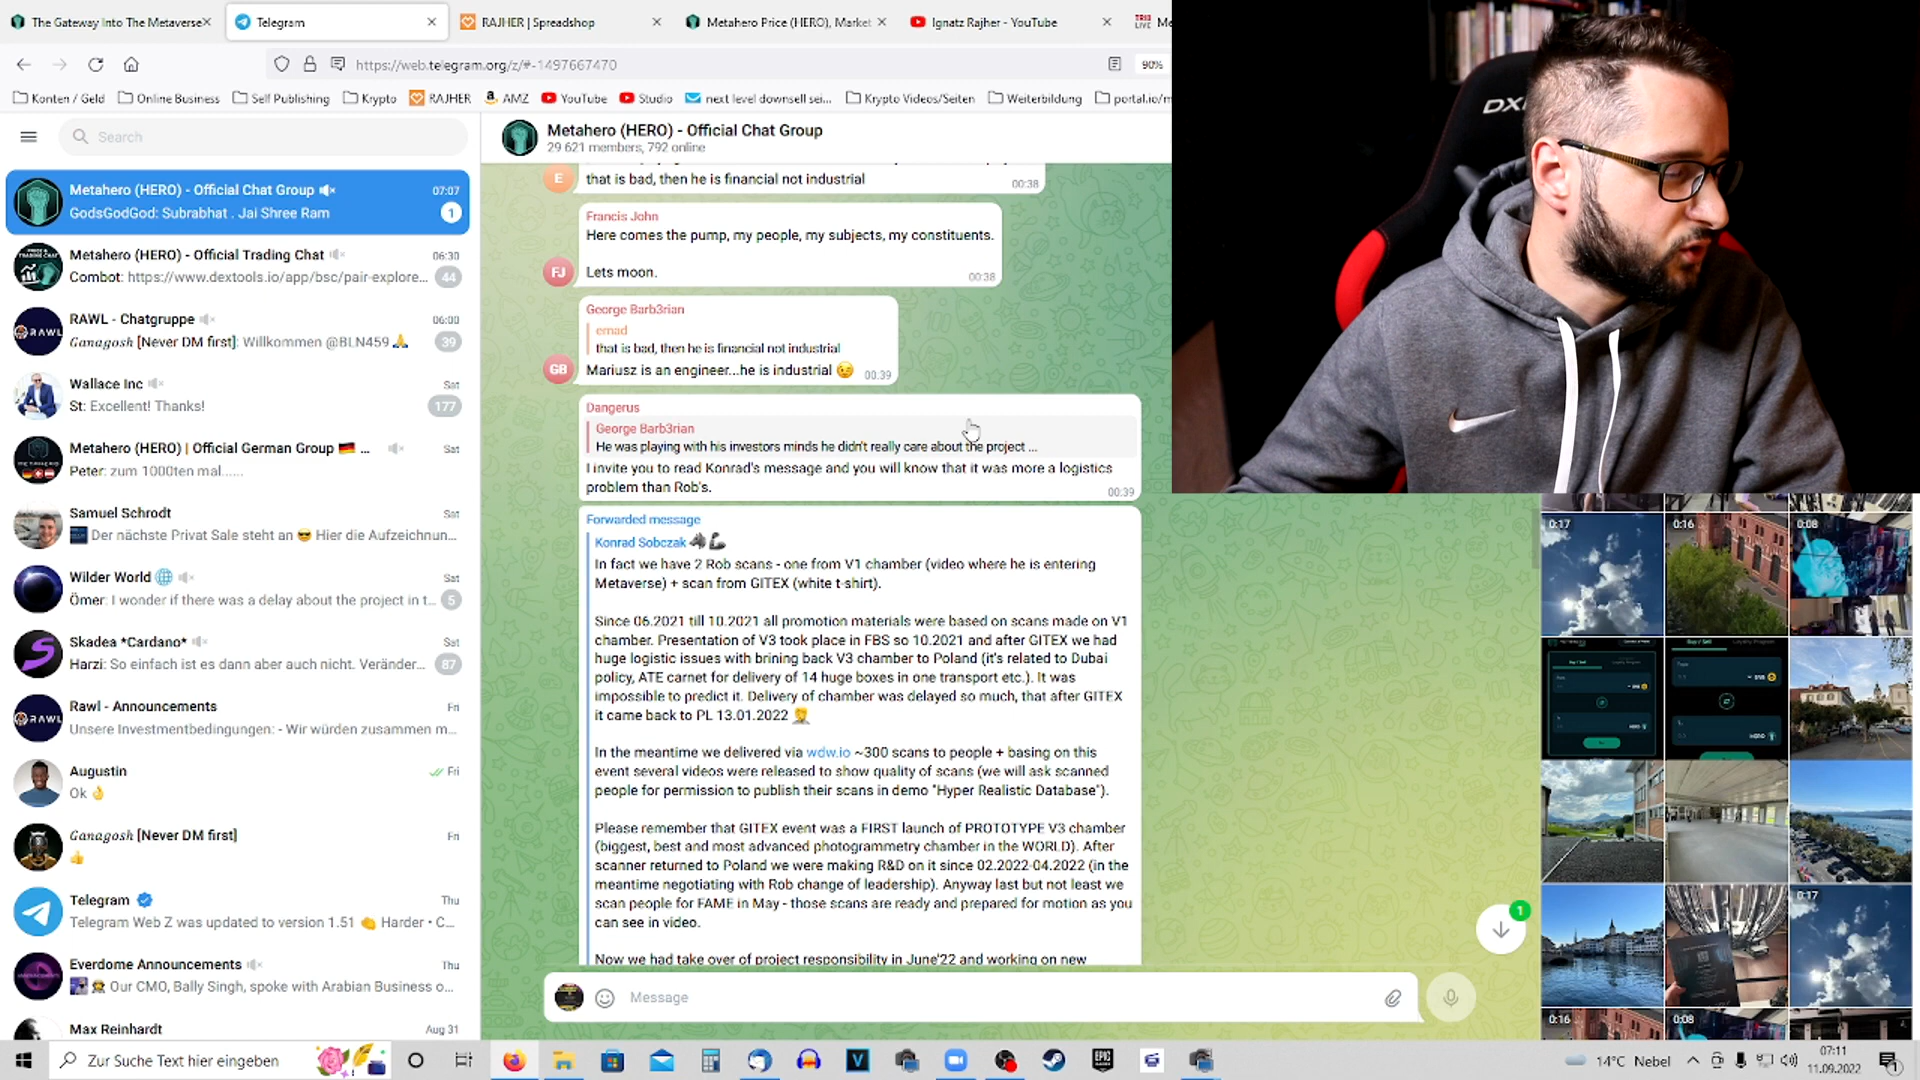 The Gateway Into The Metaverse
Telegram
RAJHER | Spreadshop
Metahero Price (HERO), Market
Ignatz Rajher - YouTube
https://web.telegram.org/z/#-1497667470
90%
Konten / Geld
Online Business
Self Publishing
Krypto
RAJHER
AMZ
YouTube
Studio
next level downsell sei...
Krypto Videos/Seiten
Weiterbildung
portal.io/m
Search
Metahero (HERO) - Official Chat Group
29 621 members, 792 online
Metahero (HERO) - Official Chat Group 07:07
GodsGodGod: Subrabhat . Jai Shree Ram 1
Metahero (HERO) - Official Trading Chat 06:30
Combot: https://www.dextools.io/app/bsc/pair-explore... 44
RAWL - Chatgruppe 06:00
Ganagosh [Never DM first]: Willkommen @BLN459 🙏 39
Wallace Inc Sat
St: Excellent! Thanks! 177
Metahero (HERO) | Official German Group 🇩🇪 ... Sat
Peter: zum 1000ten mal......
Samuel Schrodt Sat
Der nächste Privat Sale steht an 😎 Hier die Aufzeichnun...
Wilder World 🌐 Sat
Ömer: I wonder if there was a delay about the project in t... 5
Skadea *Cardano* Sat
Harzi: So einfach ist es dann aber auch nicht. Veränder... 87
Rawl - Announcements Fri
Unsere Investmentbedingungen: - Wir würden zusammen m...
Augustin Fri
Ok 👌
Ganagosh [Never DM first] Fri
👍
Telegram Thu
Telegram Web Z was updated to version 1.51 👏 Harder • C...
Everdome Announcements Thu
Our CMO, Bally Singh, spoke with Arabian Business o...
Max Reinhardt Aug 31
E
that is bad, then he is financial not industrial
00:38
Francis John
Here comes the pump, my people, my subjects, my constituents.
Lets moon.
00:38
FJ
George Barb3rian
emad
that is bad, then he is financial not industrial
Mariusz is an engineer...he is industrial 😉 00:39
GB
Dangerus
George Barb3rian
He was playing with his investors minds he didn't really care about the project ...
I invite you to read Konrad's message and you will know that it was more a logistics
problem than Rob's.
00:39
Forwarded message
Konrad Sobczak
In fact we have 2 Rob scans - one from V1 chamber (video where he is entering
Metaverse) + scan from GITEX (white t-shirt).
Since 06.2021 till 10.2021 all promotion materials were based on scans made on V1
chamber. Presentation of V3 took place in FBS so 10.2021 and after GITEX we had
huge logistic issues with brining back V3 chamber to Poland (it's related to Dubai
policy, ATE carnet for delivery of 14 huge boxes in one transport etc.). It was
impossible to predict it. Delivery of chamber was delayed so much, that after GITEX
it came back to PL 13.01.2022 🤦
In the meantime we delivered via wdw.io ~300 scans to people + basing on this
event several videos were released to show quality of scans (we will ask scanned
people for permission to publish their scans in demo "Hyper Realistic Database").
Please remember that GITEX event was a FIRST launch of PROTOTYPE V3 chamber
(biggest, best and most advanced photogrammetry chamber in the WORLD). After
scanner returned to Poland we were making R&D on it since 02.2022-04.2022 (in the
meantime negotiating with Rob change of leadership). Anyway last but not least we
scan people for FAME in May - those scans are ready and prepared for motion as you
can see in video.
Now we had take over of project responsibility in June'22 and working on new
1
Message
0:17
0:16
0:08
0:17
0:16
0:08
Zur Suche Text hier eingeben
14°C Nebel
07:11
11.09.2022